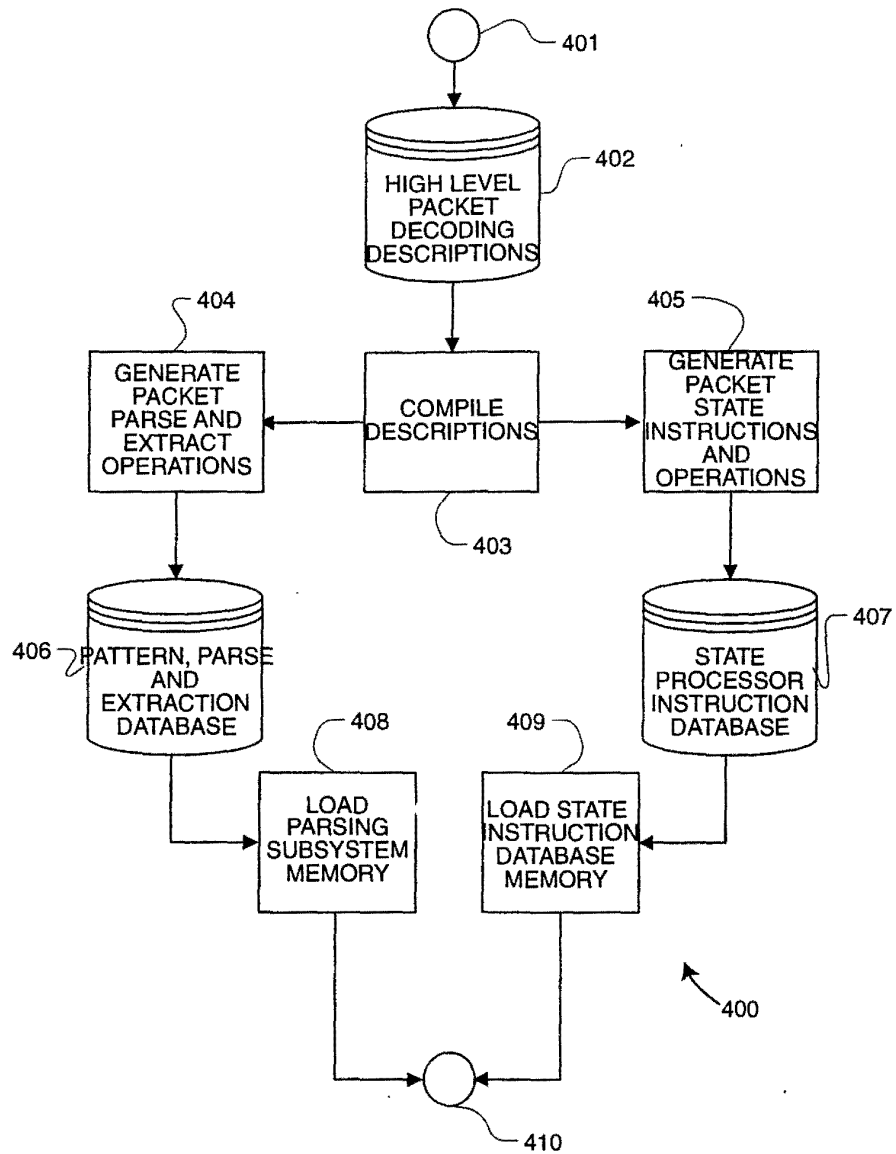 401
402
HIGH LEVEL
PACKET
DECODING
DESCRIPTIONS
404
405
GENERATE
PACKET
PARSE AND
EXTRACT
OPERATIONS
COMPILE
DESCRIPTIONS
GENERATE
PACKET
STATE
INSTRUCTIONS
AND
OPERATIONS
403
406
PATTERN, PARSE
AND
EXTRACTION
DATABASE
STATE
PROCESSOR
INSTRUCTION
DATABASE
407
408
409
LOAD
PARSING
SUBSYSTEM
MEMORY
LOAD STATE
INSTRUCTION
DATABASE
MEMORY
400
410